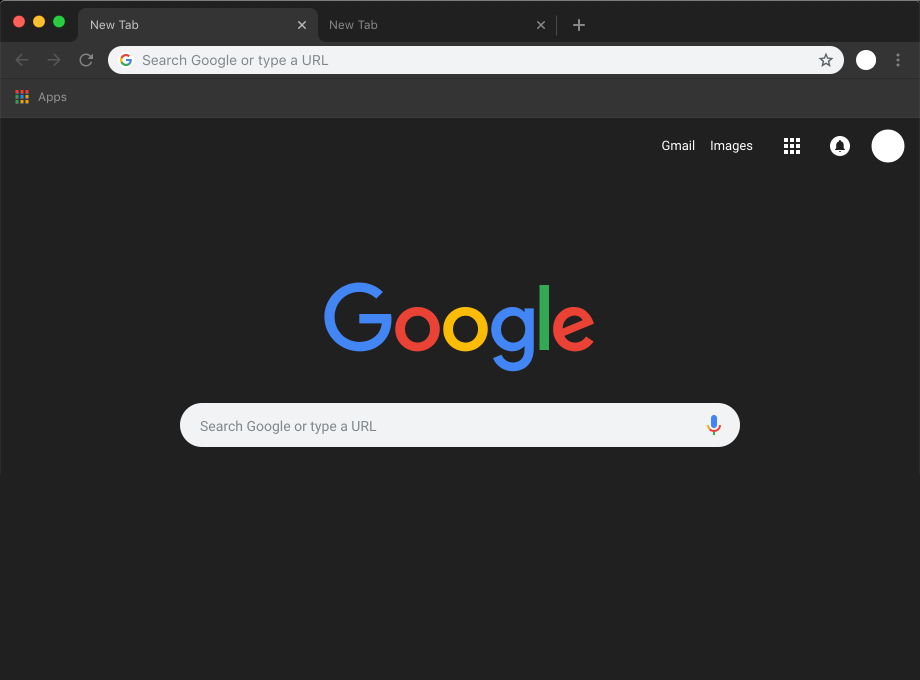 New Tab
New Tab
Search Google or type a URL
Apps
Gmail Images
Google
Search Google or type a URL